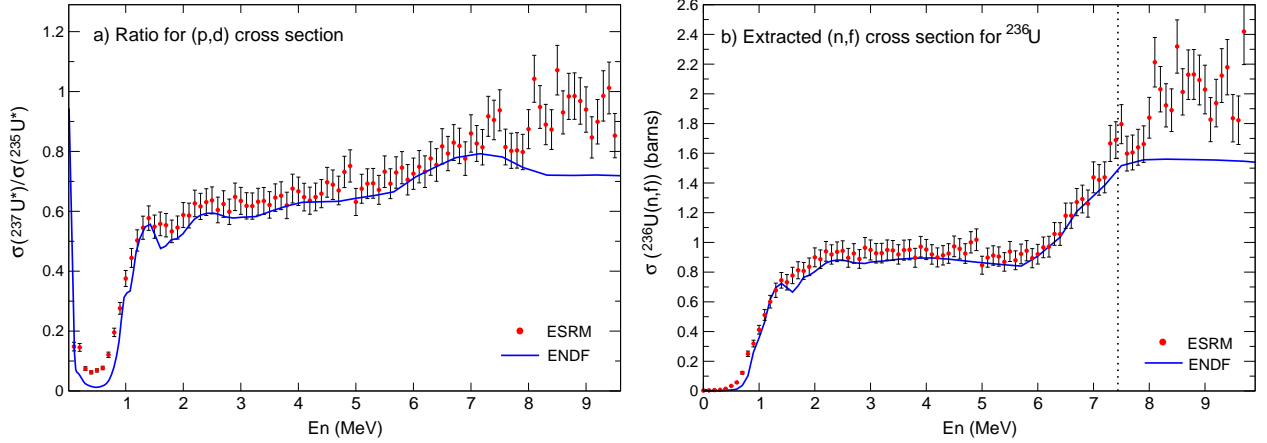 a) Ratio for (p,d) cross section
σ(²³⁷U*)/σ(²³⁵U*)
1.2
1
0.8
0.6
0.4
0.2
0
ESRM
ENDF
1 2 3 4 5 6 7 8 9
En (MeV)
b) Extracted (n,f) cross section for ²³⁶U
σ (²³⁶U(n,f)) (barns)
2.6
2.4
2.2
2
1.8
1.6
1.4
1.2
1
0.8
0.6
0.4
0.2
0
ESRM
ENDF
0 1 2 3 4 5 6 7 8 9
En (MeV)